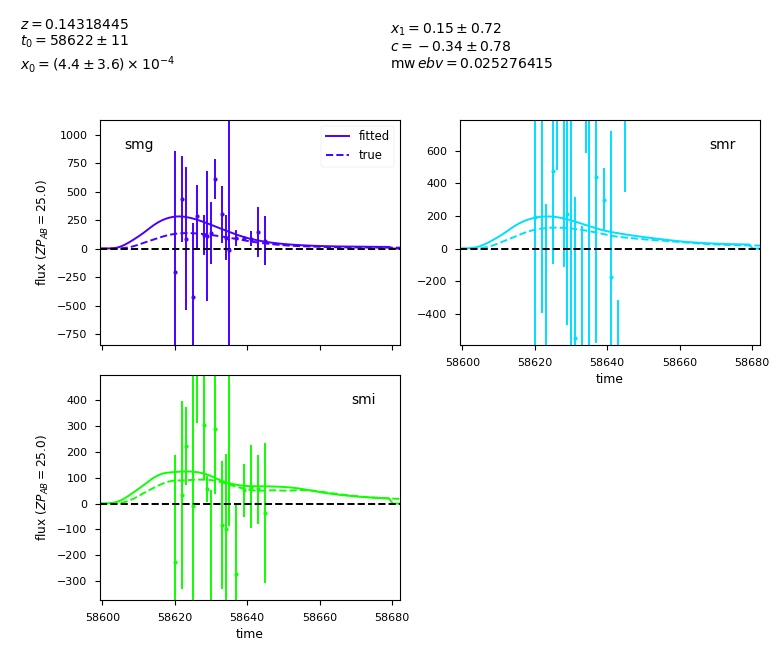 z = 0.14318445
t₀ = 58622 ± 11
x₀ = (4.4 ± 3.6) × 10⁻⁴
x₁ = 0.15 ± 0.72
c = −0.34 ± 0.78
mw ebv = 0.025276415
smg
fitted
true
1000
750
500
250
0
−250
−500
−750
flux (ZP_AB = 25.0)
smr
600
400
200
0
−200
−400
58600 58620 58640 58660 58680
time
smi
400
300
200
100
0
−100
−200
−300
flux (ZP_AB = 25.0)
58600 58620 58640 58660 58680
time